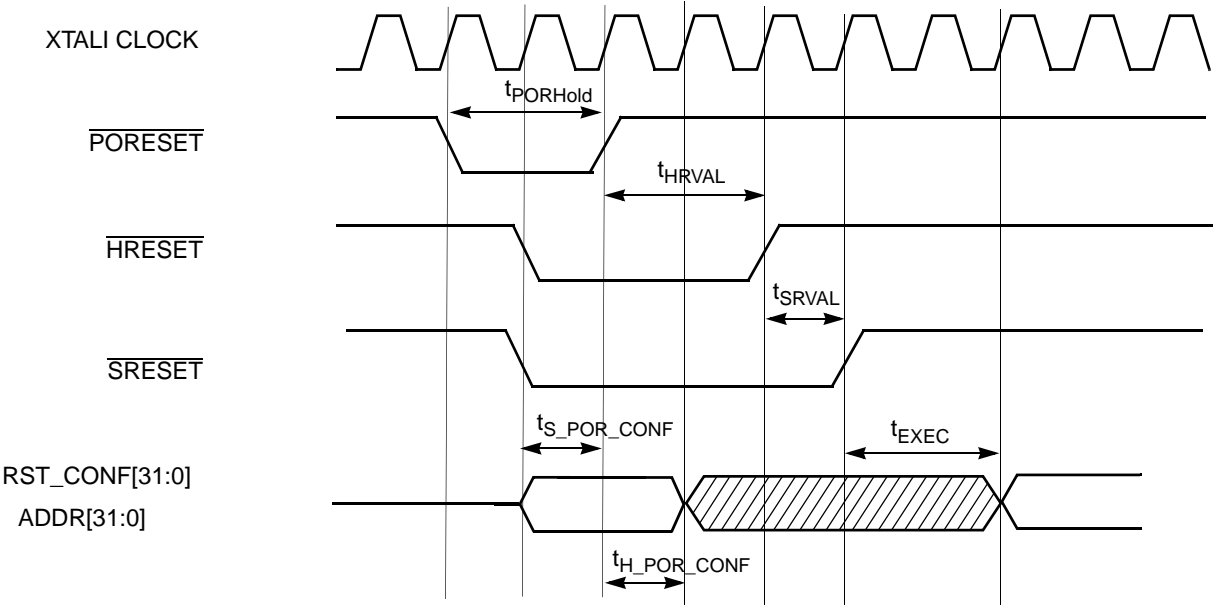 XTALI CLOCK
tPORHold
PORESET
tHRVAL
HRESET
tSRVAL
SRESET
tS_POR_CONF
tEXEC
RST_CONF[31:0]
ADDR[31:0]
tH_POR_CONF